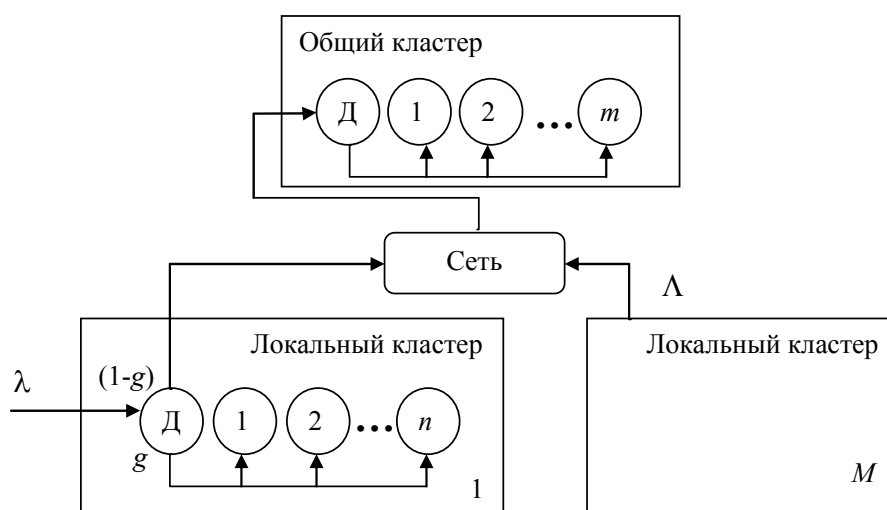 Общий кластер
Д 1 2 ... m
Сеть
Λ
Локальный кластер
Локальный кластер
(1-g)
λ
Д 1 2 ... n
g
1
M